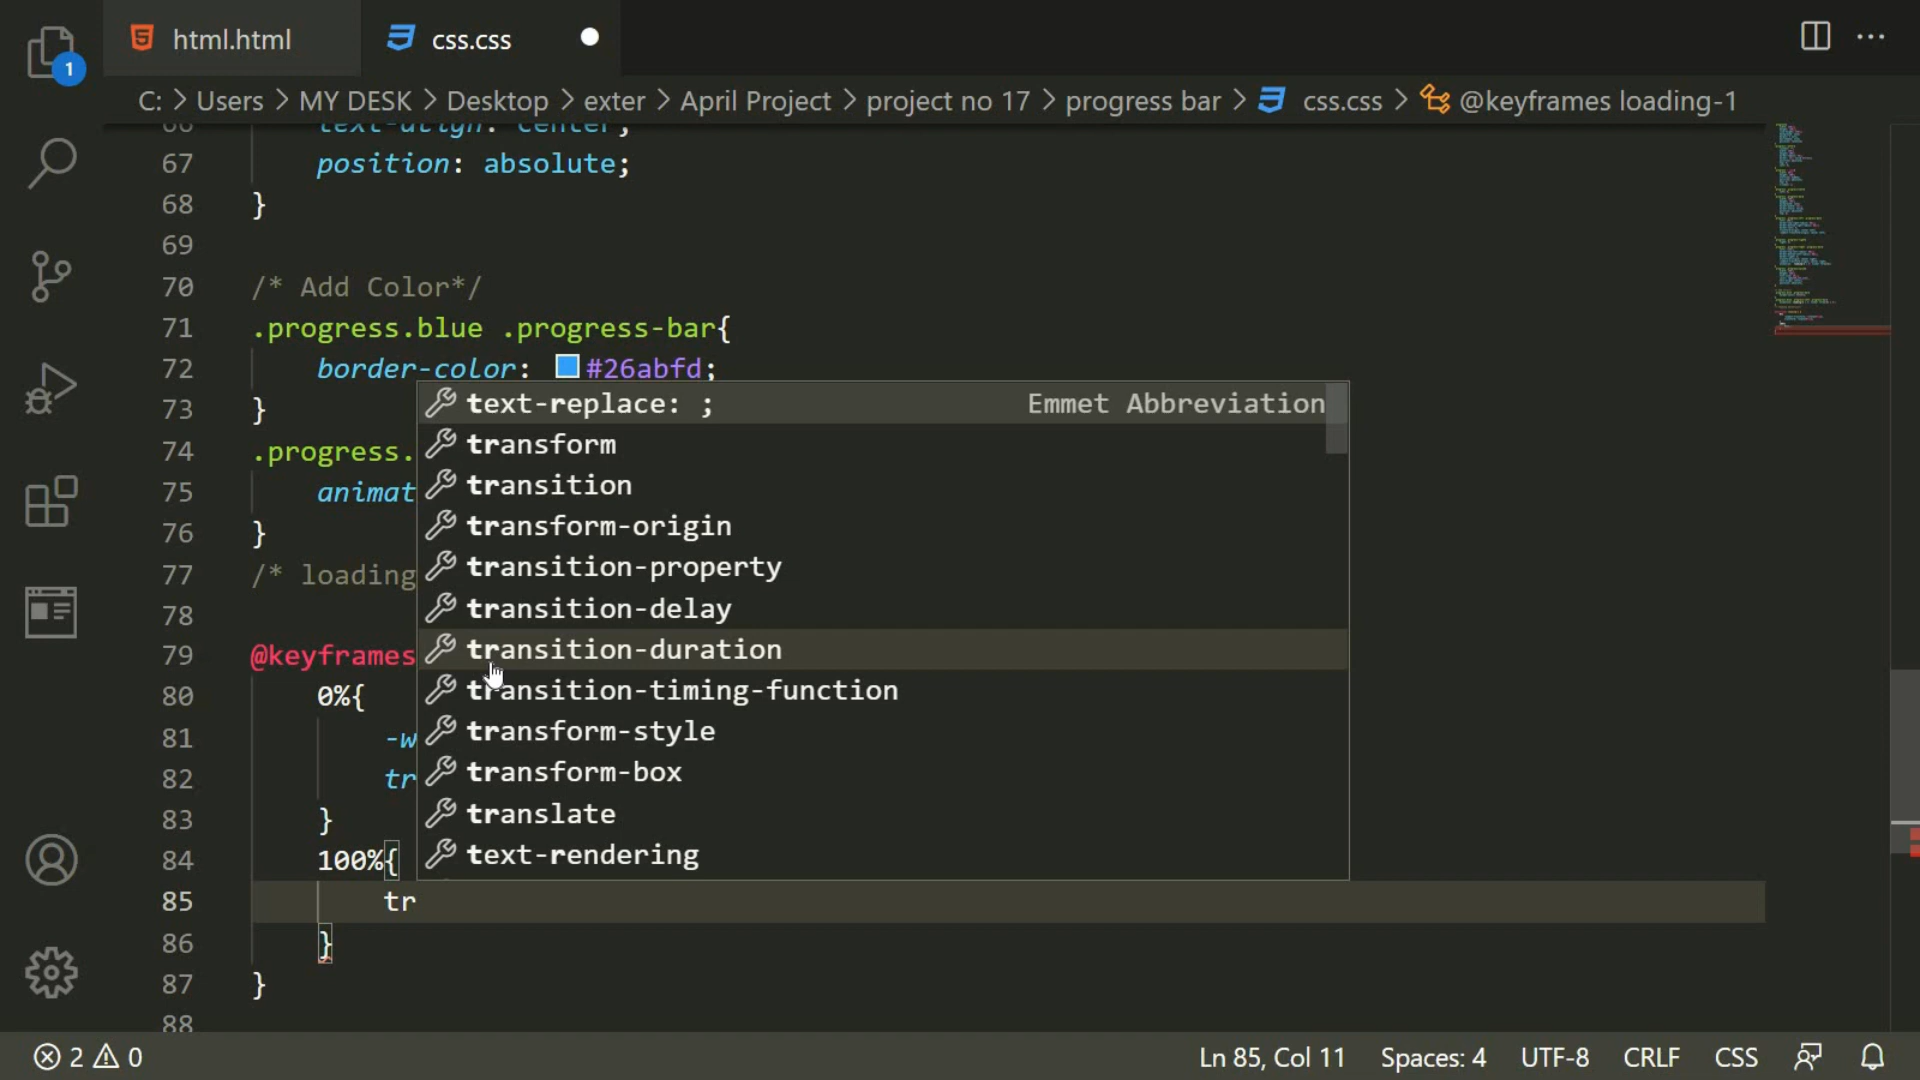 html.html
css.css
1
C: > Users > MY DESK > Desktop > exter > April Project > project no 17 > progress bar > css.css > @keyframes loading-1
66 text-align: center;
67 position: absolute;
68 }
69
70 /* Add Color*/
71 .progress.blue .progress-bar{
72 border-color: #26abfd;
73 }
74 .progress.
75 animat
76 }
77 /* loading
78
79 @keyframes
80 0%{
81 -w
82 tr
83 }
84 100%{
85 tr
86 }
87 }
88
text-replace: ; Emmet Abbreviation
transform
transition
transform-origin
transition-property
transition-delay
transition-duration
transition-timing-function
transform-style
transform-box
translate
text-rendering
2 0
Ln 85, Col 11 Spaces: 4 UTF-8 CRLF CSS